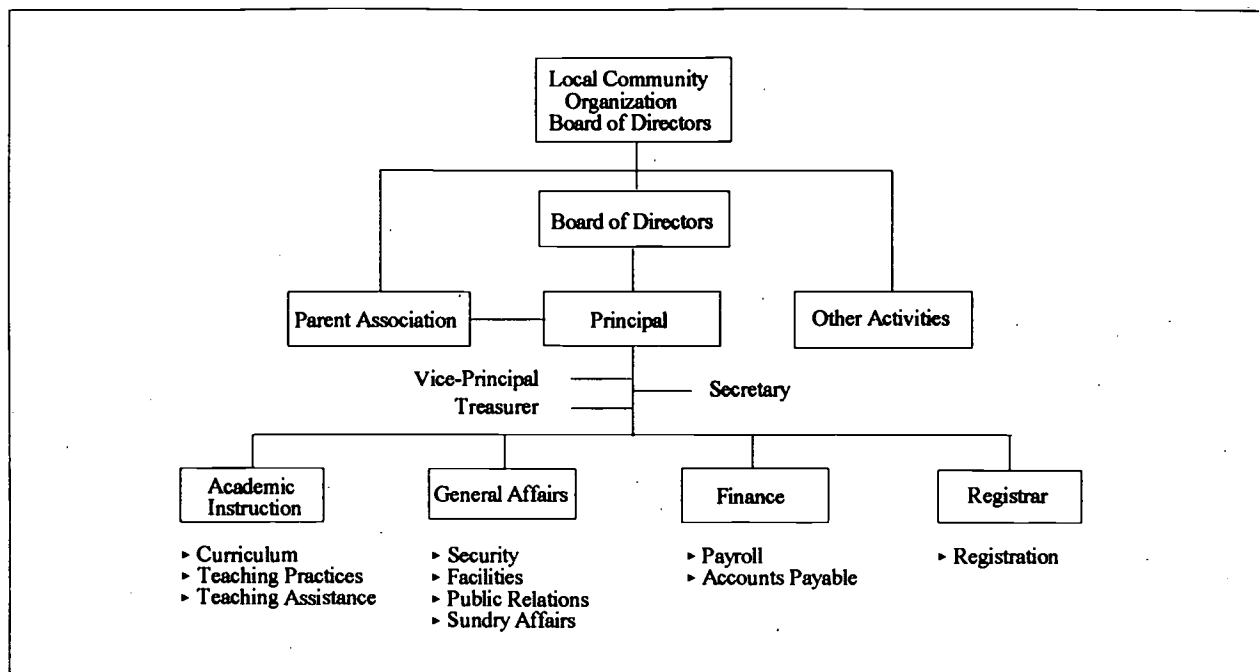 Local Community
Organization
Board of Directors
Board of Directors
Parent Association
Principal
Other Activities
Vice-Principal
Secretary
Treasurer
Academic
Instruction
▸ Curriculum
▸ Teaching Practices
▸ Teaching Assistance
General Affairs
▸ Security
▸ Facilities
▸ Public Relations
▸ Sundry Affairs
Finance
▸ Payroll
▸ Accounts Payable
Registrar
▸ Registration